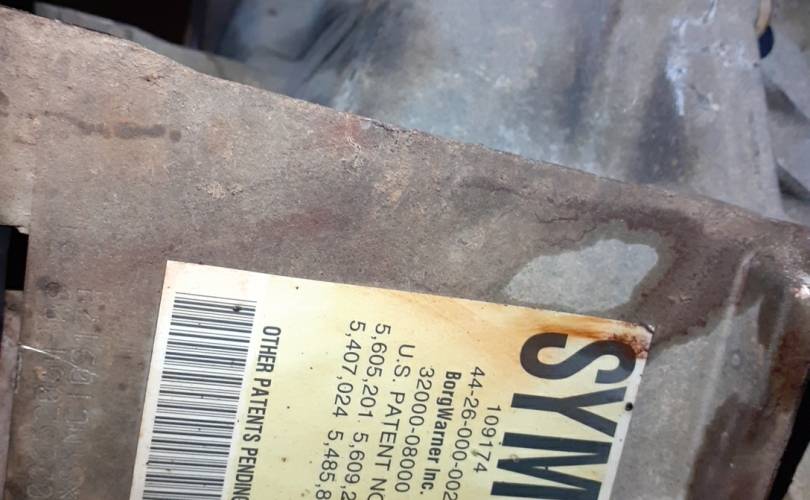 SYM
109174
44-26-000-002
BorgWarner Inc.
32000-08000
U.S. PATENT NO
5,605,201 5,609,2
5,407,024 5,485,8
OTHER PATENTS PENDING